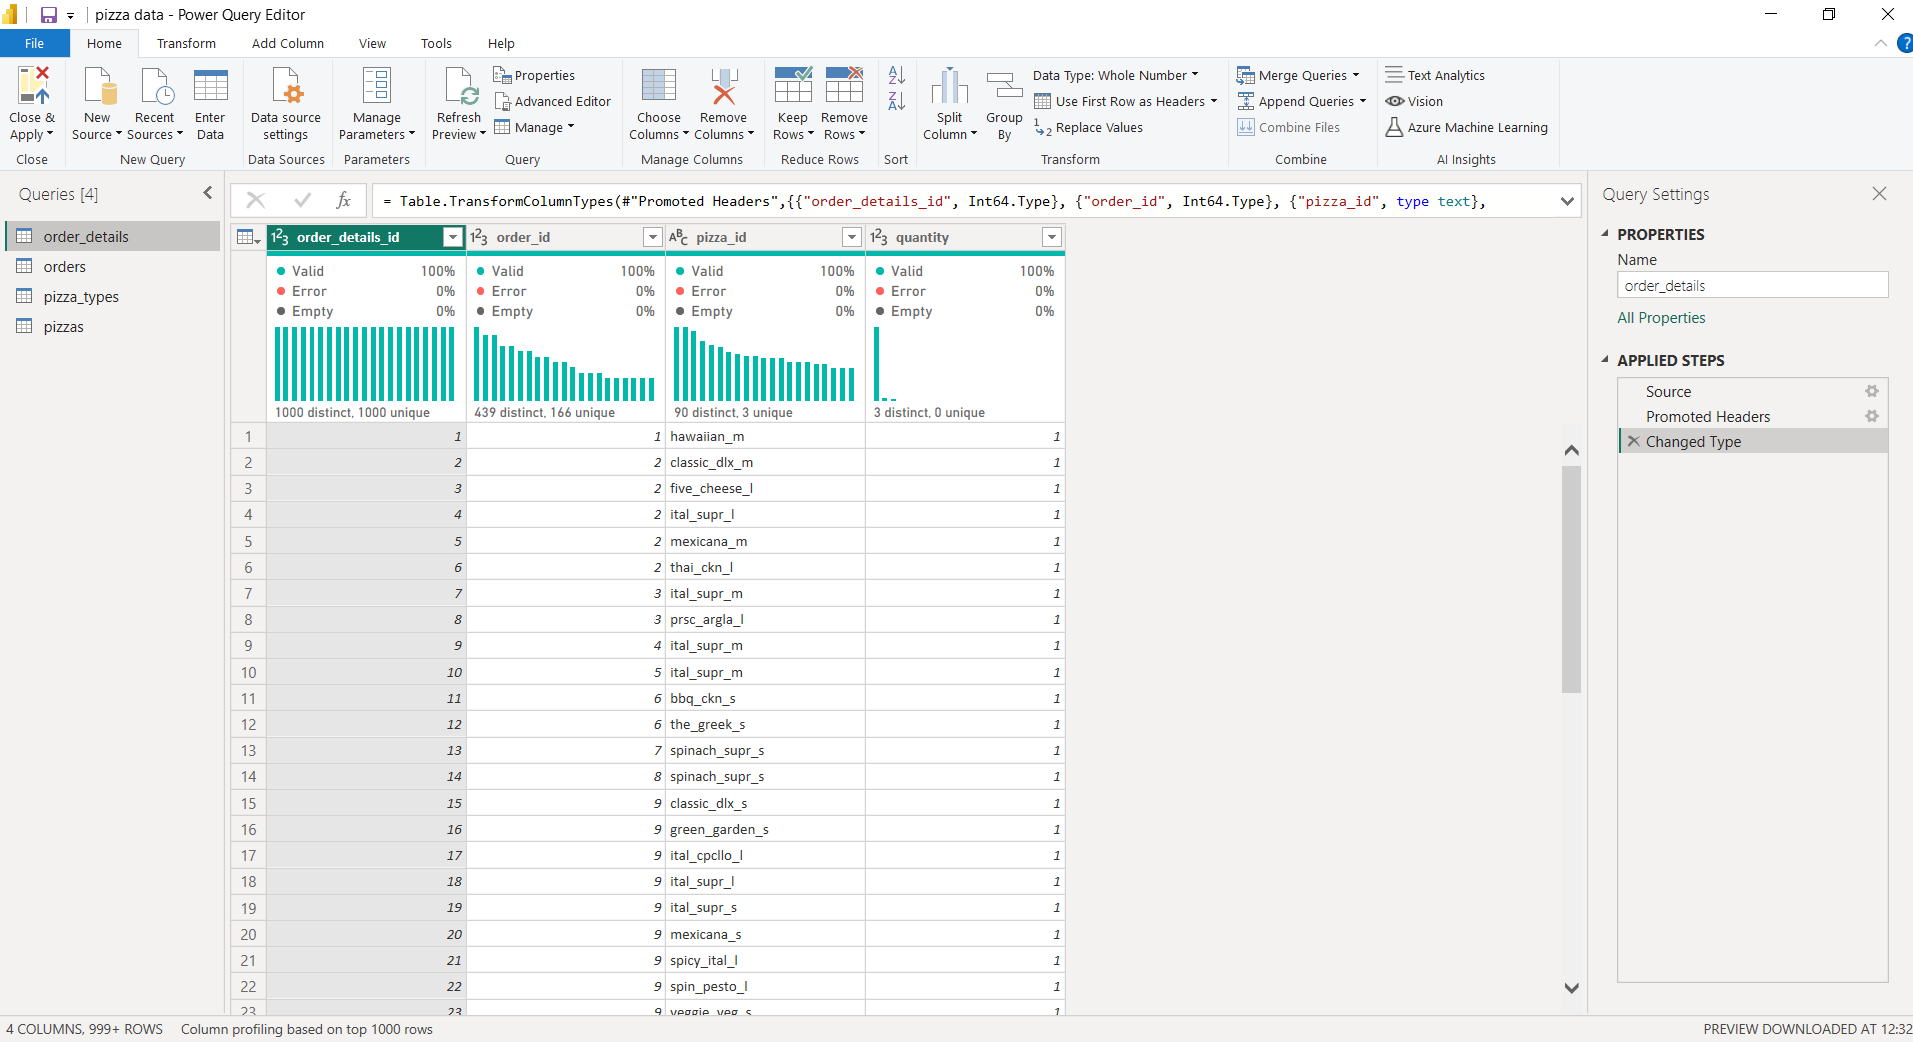 pizza data - Power Query Editor
File Home Transform Add Column View Tools Help
Close & Apply
New Source
Recent Sources
Enter Data
Data source settings
Manage Parameters
Refresh Preview
Properties
Advanced Editor
Manage
Choose Columns
Remove Columns
Keep Rows
Remove Rows
Split Column
Group By
Data Type: Whole Number
Use First Row as Headers
Replace Values
Merge Queries
Append Queries
Combine Files
Text Analytics
Vision
Azure Machine Learning
Close New Query Data Sources Parameters Query Manage Columns Reduce Rows Sort Transform Combine AI Insights
Queries [4]
order_details
orders
pizza_types
pizzas
fx = Table.TransformColumnTypes(#"Promoted Headers",{{"order_details_id", Int64.Type}, {"order_id", Int64.Type}, {"pizza_id", type text},
123 order_details_id 123 order_id ABC pizza_id 123 quantity
Valid 100% Valid 100% Valid 100% Valid 100%
Error 0% Error 0% Error 0% Error 0%
Empty 0% Empty 0% Empty 0% Empty 0%
1000 distinct, 1000 unique 439 distinct, 166 unique 90 distinct, 3 unique 3 distinct, 0 unique
1 1 1 hawaiian_m 1
2 2 2 classic_dlx_m 1
3 3 2 five_cheese_l 1
4 4 2 ital_supr_l 1
5 5 2 mexicana_m 1
6 6 2 thai_ckn_l 1
7 7 3 ital_supr_m 1
8 8 3 prsc_argla_l 1
9 9 4 ital_supr_m 1
10 10 5 ital_supr_m 1
11 11 6 bbq_ckn_s 1
12 12 6 the_greek_s 1
13 13 7 spinach_supr_s 1
14 14 8 spinach_supr_s 1
15 15 9 classic_dlx_s 1
16 16 9 green_garden_s 1
17 17 9 ital_cpcllo_l 1
18 18 9 ital_supr_l 1
19 19 9 ital_supr_s 1
20 20 9 mexicana_s 1
21 21 9 spicy_ital_l 1
22 22 9 spin_pesto_l 1
23 23 9 veggie_veg_s 1
Query Settings
PROPERTIES
Name
order_details
All Properties
APPLIED STEPS
Source
Promoted Headers
Changed Type
4 COLUMNS, 999+ ROWS Column profiling based on top 1000 rows
PREVIEW DOWNLOADED AT 12:32